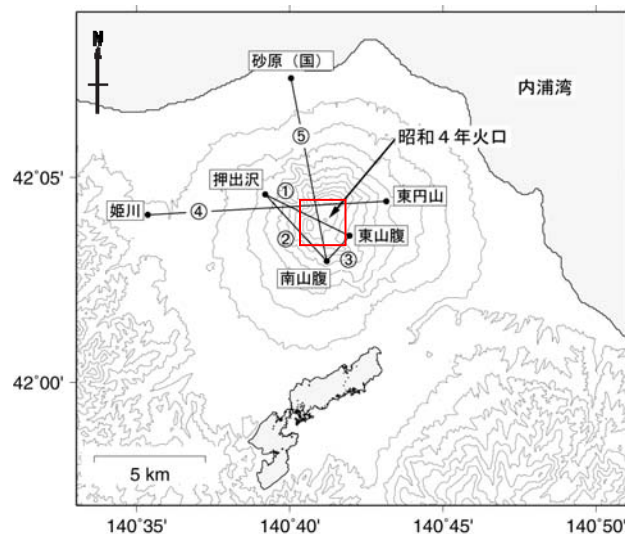 N
砂原（国）
内浦湾
⑤
昭和４年火口
42˚05'
押出沢
①
東円山
姫川
④
②
東山腹
③
南山腹
42˚00'
5 km
140˚35'
140˚40'
140˚45'
140˚50'